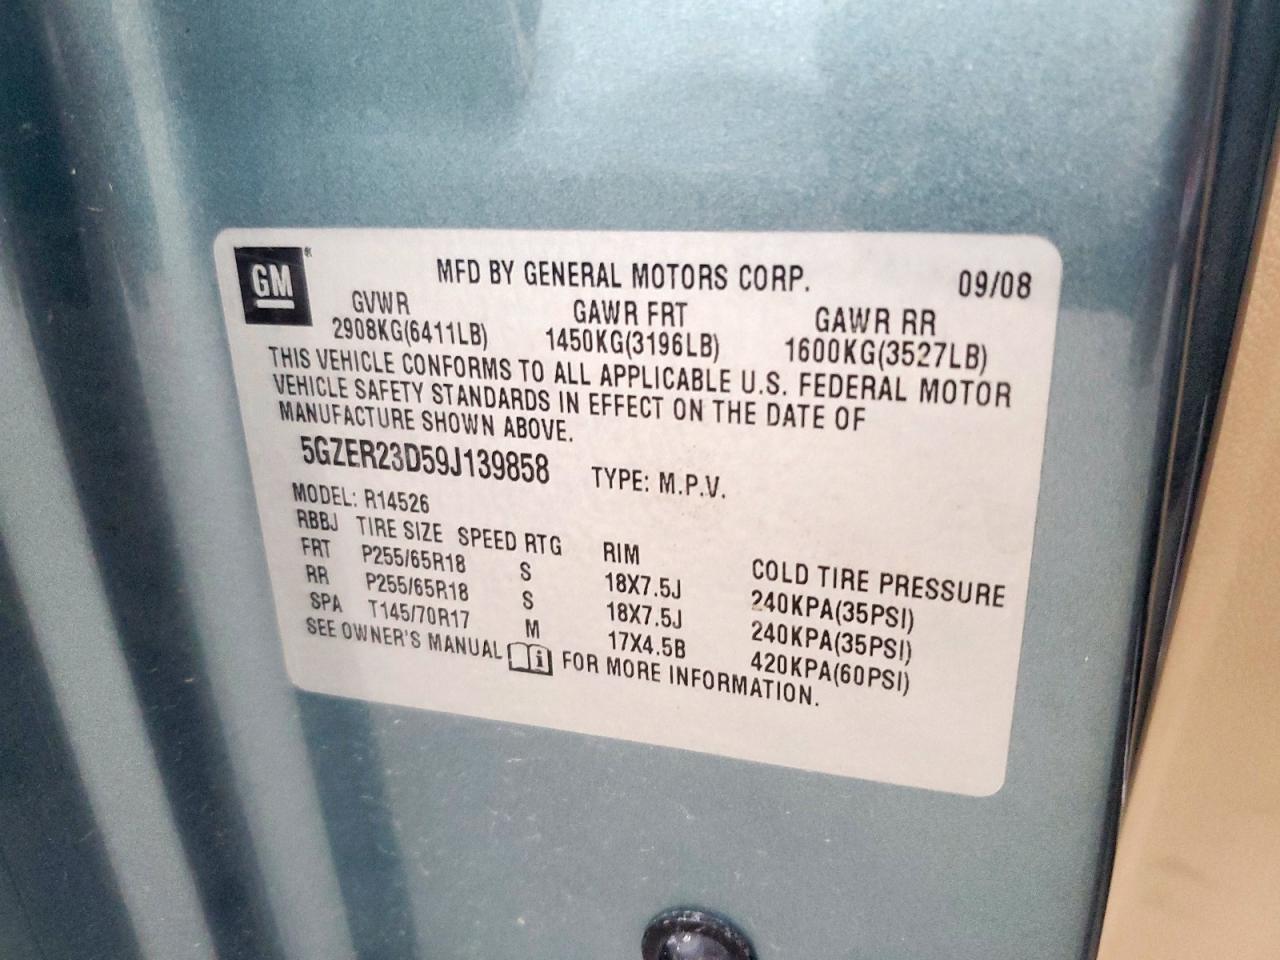 GM®
MFD BY GENERAL MOTORS CORP. 09/08
GVWR GAWR FRT GAWR RR
2908KG(6411LB) 1450KG(3196LB) 1600KG(3527LB)
THIS VEHICLE CONFORMS TO ALL APPLICABLE U.S. FEDERAL MOTOR
VEHICLE SAFETY STANDARDS IN EFFECT ON THE DATE OF
MANUFACTURE SHOWN ABOVE.
5GZER23D59J139858 TYPE: M.P.V.
MODEL: R14526
RBBJ TIRE SIZE SPEED RTG RIM COLD TIRE PRESSURE
FRT P255/65R18 S 18X7.5J 240KPA(35PSI)
RR P255/65R18 S 18X7.5J 240KPA(35PSI)
SPA T145/70R17 M 17X4.5B 420KPA(60PSI)
SEE OWNER'S MANUAL i FOR MORE INFORMATION.